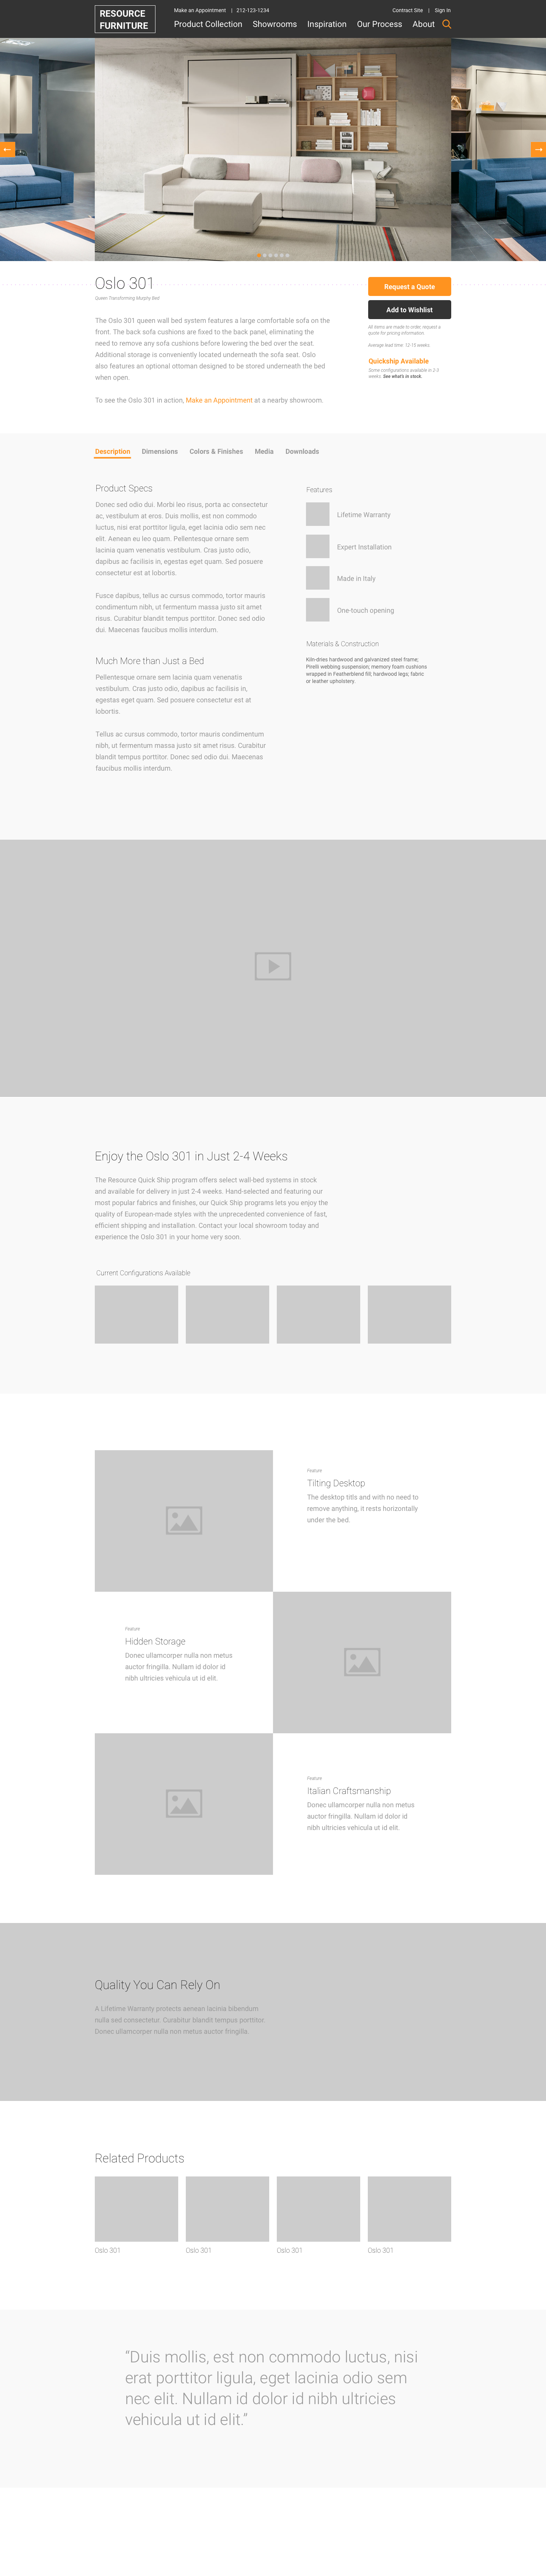 RESOURCE
FURNITURE
Make an Appointment | 212-123-1234
Contract Site | Sign In
Product Collection Showrooms Inspiration Our Process About
Oslo 301
Queen Transforming Murphy Bed
The Oslo 301 queen wall bed system features a large comfortable sofa on the
front. The back sofa cushions are fixed to the back panel, eliminating the
need to remove any sofa cushions before lowering the bed over the seat.
Additional storage is conveniently located underneath the sofa seat. Oslo
also features an optional ottoman designed to be stored underneath the bed
when open.
To see the Oslo 301 in action, Make an Appointment at a nearby showroom.
Request a Quote
Add to Wishlist
All items are made to order, request a
quote for pricing information.
Average lead time: 12-15 weeks.
Quickship Available
Some configurations available in 2-3
weeks. See what's in stock.
Description Dimensions Colors & Finishes Media Downloads
Product Specs
Donec sed odio dui. Morbi leo risus, porta ac consectetur
ac, vestibulum at eros. Duis mollis, est non commodo
luctus, nisi erat porttitor ligula, eget lacinia odio sem nec
elit. Aenean eu leo quam. Pellentesque ornare sem
lacinia quam venenatis vestibulum. Cras justo odio,
dapibus ac facilisis in, egestas eget quam. Sed posuere
consectetur est at lobortis.
Fusce dapibus, tellus ac cursus commodo, tortor mauris
condimentum nibh, ut fermentum massa justo sit amet
risus. Curabitur blandit tempus porttitor. Donec sed odio
dui. Maecenas faucibus mollis interdum.
Much More than Just a Bed
Pellentesque ornare sem lacinia quam venenatis
vestibulum. Cras justo odio, dapibus ac facilisis in,
egestas eget quam. Sed posuere consectetur est at
lobortis.
Tellus ac cursus commodo, tortor mauris condimentum
nibh, ut fermentum massa justo sit amet risus. Curabitur
blandit tempus porttitor. Donec sed odio dui. Maecenas
faucibus mollis interdum.
Features
Lifetime Warranty
Expert Installation
Made in Italy
One-touch opening
Materials & Construction
Kiln-dries hardwood and galvanized steel frame;
Pirelli webbing suspension; memory foam cushions
wrapped in Featherblend fill; hardwood legs; fabric
or leather upholstery.
Enjoy the Oslo 301 in Just 2-4 Weeks
The Resource Quick Ship program offers select wall-bed systems in stock
and available for delivery in just 2-4 weeks. Hand-selected and featuring our
most popular fabrics and finishes, our Quick Ship programs lets you enjoy the
quality of European-made styles with the unprecedented convenience of fast,
efficient shipping and installation. Contact your local showroom today and
experience the Oslo 301 in your home very soon.
Current Configurations Available
Feature
Tilting Desktop
The desktop titls and with no need to
remove anything, it rests horizontally
under the bed.
Feature
Hidden Storage
Donec ullamcorper nulla non metus
auctor fringilla. Nullam id dolor id
nibh ultricies vehicula ut id elit.
Feature
Italian Craftsmanship
Donec ullamcorper nulla non metus
auctor fringilla. Nullam id dolor id
nibh ultricies vehicula ut id elit.
Quality You Can Rely On
A Lifetime Warranty protects aenean lacinia bibendum
nulla sed consectetur. Curabitur blandit tempus porttitor.
Donec ullamcorper nulla non metus auctor fringilla.
Related Products
Oslo 301 Oslo 301 Oslo 301 Oslo 301
“Duis mollis, est non commodo luctus, nisi
erat porttitor ligula, eget lacinia odio sem
nec elit. Nullam id dolor id nibh ultricies
vehicula ut id elit.”